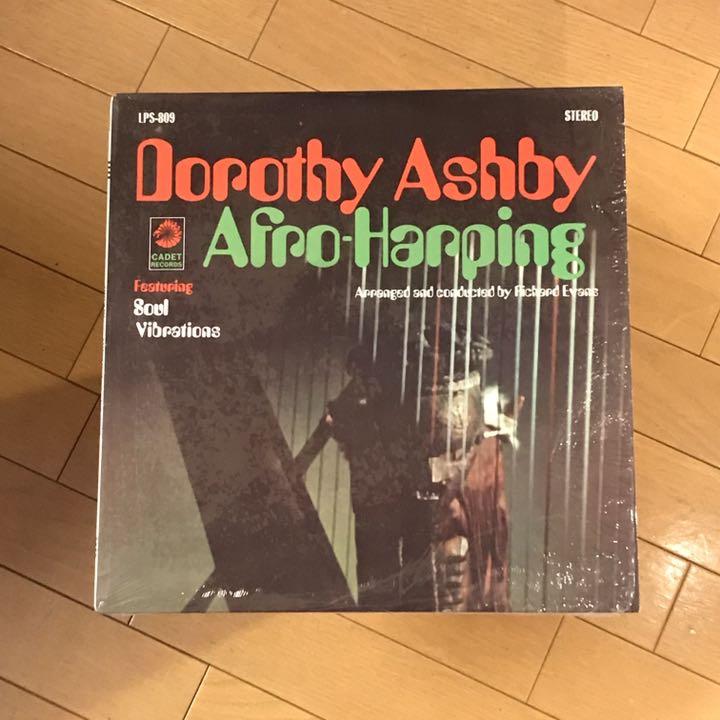 LPS-809
STEREO
Dorothy Ashby
Afro-Harping
CADET
RECORDS
Featuring
Soul
Vibrations
Arranged and conducted by Richard Evans